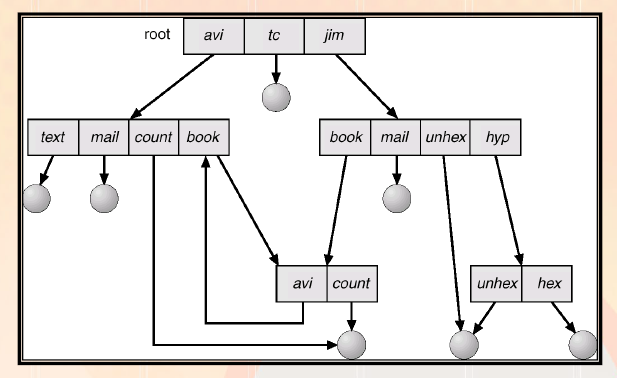 root avi tc jim
text mail count book book mail unhex hyp
avi count unhex hex